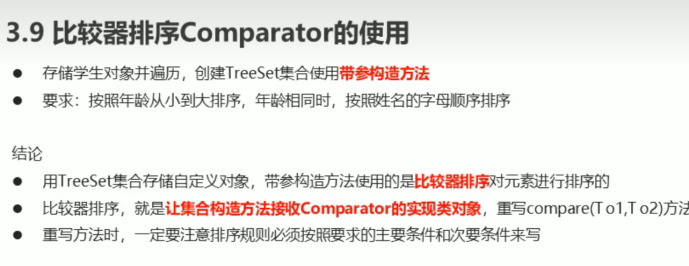 3.9 比较器排序Comparator的使用
● 存储学生对象并遍历，创建TreeSet集合使用带参构造方法
● 要求：按照年龄从小到大排序，年龄相同时，按照姓名的字母顺序排序
结论
● 用TreeSet集合存储自定义对象，带参构造方法使用的是比较器排序对元素进行排序的
● 比较器排序，就是让集合构造方法接收Comparator的实现类对象，重写compare(T o1,T o2)方法
● 重写方法时，一定要注意排序规则必须按照要求的主要条件和次要条件来写